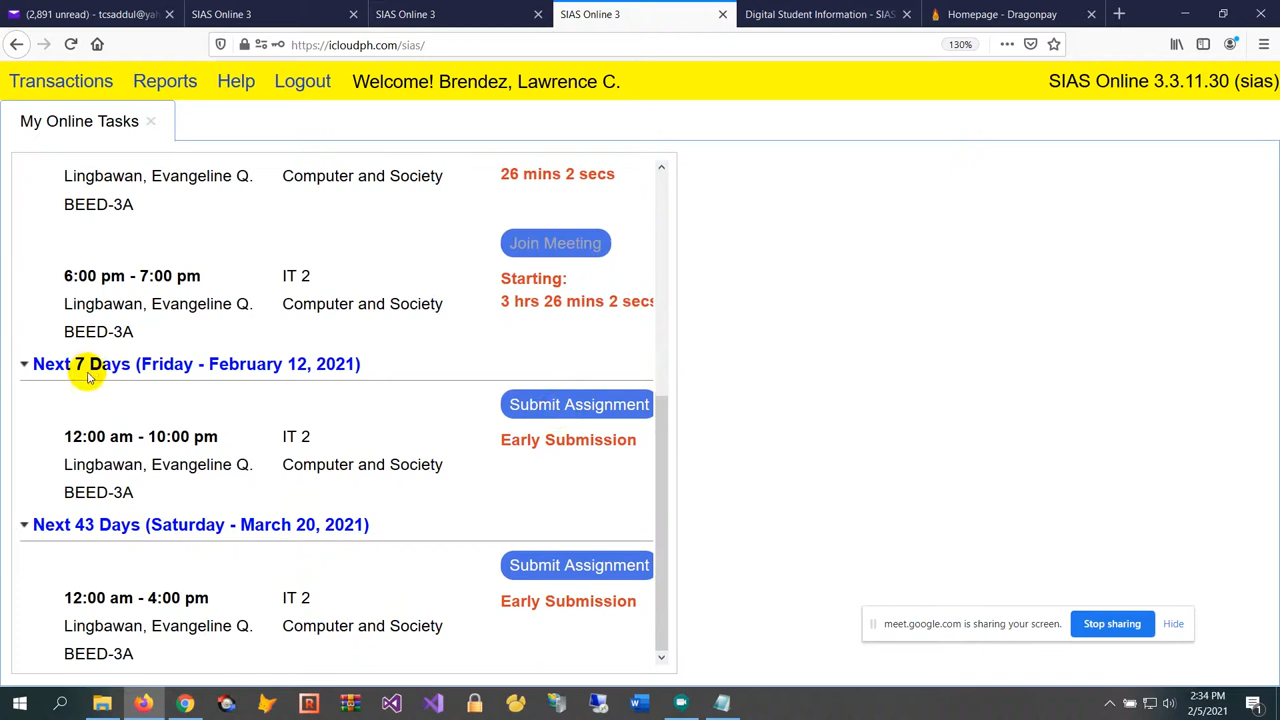 (2,891 unread) - tcsaddul@yah
SIAS Online 3
SIAS Online 3
SIAS Online 3
Digital Student Information - SIAS
Homepage - Dragonpay
https://icloudph.com/sias/
130%
Transactions Reports Help Logout Welcome! Brendez, Lawrence C. SIAS Online 3.3.11.30 (sias)
My Online Tasks
Lingbawan, Evangeline Q. Computer and Society 26 mins 2 secs
BEED-3A
Join Meeting
6:00 pm - 7:00 pm IT 2 Starting:
Lingbawan, Evangeline Q. Computer and Society 3 hrs 26 mins 2 secs
BEED-3A
Next 7 Days (Friday - February 12, 2021)
Submit Assignment
12:00 am - 10:00 pm IT 2 Early Submission
Lingbawan, Evangeline Q. Computer and Society
BEED-3A
Next 43 Days (Saturday - March 20, 2021)
Submit Assignment
12:00 am - 4:00 pm IT 2 Early Submission
Lingbawan, Evangeline Q. Computer and Society
BEED-3A
meet.google.com is sharing your screen. Stop sharing Hide
2:34 PM
2/5/2021